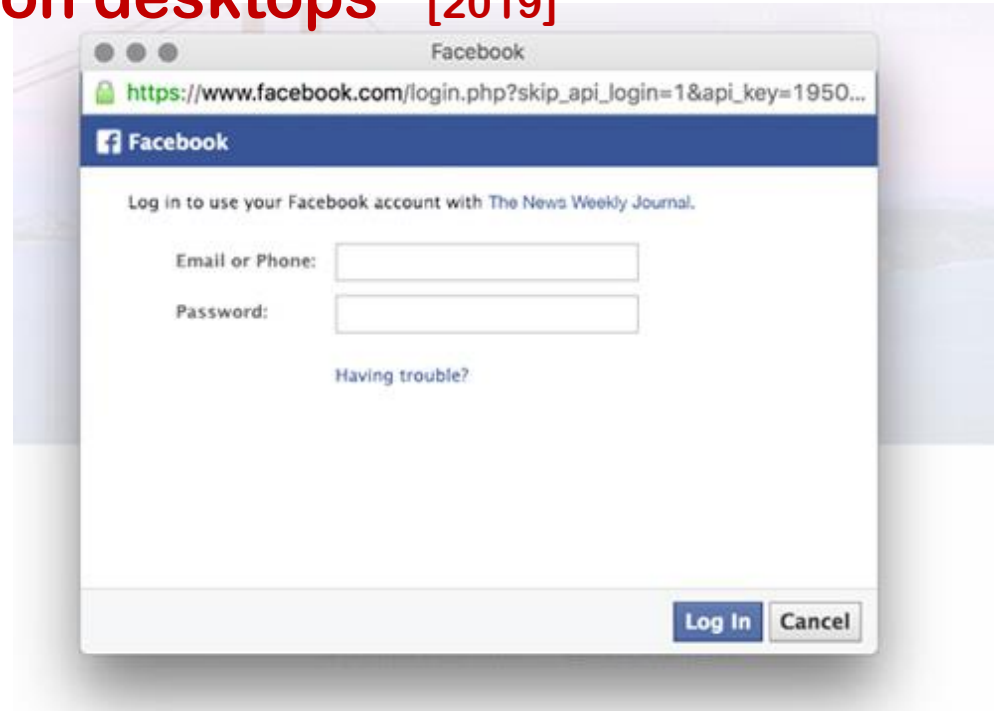 on desktops" [2019]
Facebook
https://www.facebook.com/login.php?skip_api_login=1&api_key=1950...
Facebook
Log in to use your Facebook account with The News Weekly Journal.
Email or Phone:
Password:
Having trouble?
Log In Cancel